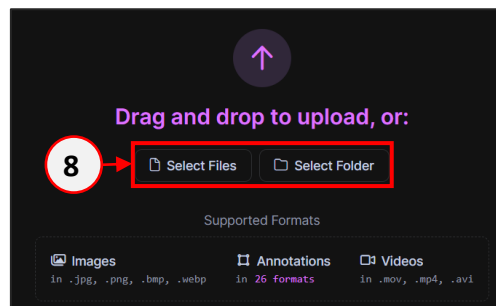 Drag and drop to upload, or:
8
Select Files
Select Folder
Supported Formats
Images
in .jpg, .png, .bmp, .webp
Annotations
in 26 formats
Videos
in .mov, .mp4, .avi